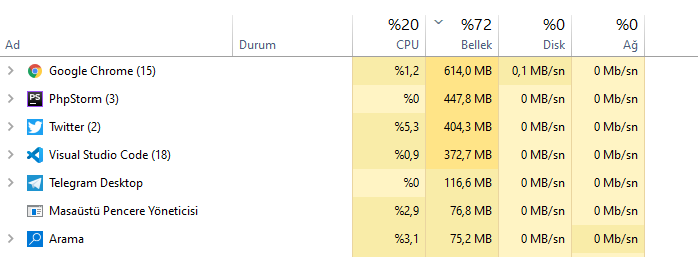 %20 %72 %0 %0
Ad Durum CPU Bellek Disk Ağ
Google Chrome (15) %1,2 614,0 MB 0,1 MB/sn 0 Mb/sn
PS PhpStorm (3) %0 447,8 MB 0 MB/sn 0 Mb/sn
Twitter (2) %5,3 404,3 MB 0 MB/sn 0 Mb/sn
Visual Studio Code (18) %0,9 372,7 MB 0 MB/sn 0 Mb/sn
Telegram Desktop %0 116,6 MB 0 MB/sn 0 Mb/sn
Masaüstü Pencere Yöneticisi %2,9 76,8 MB 0 MB/sn 0 Mb/sn
Arama %3,1 75,2 MB 0 MB/sn 0 Mb/sn